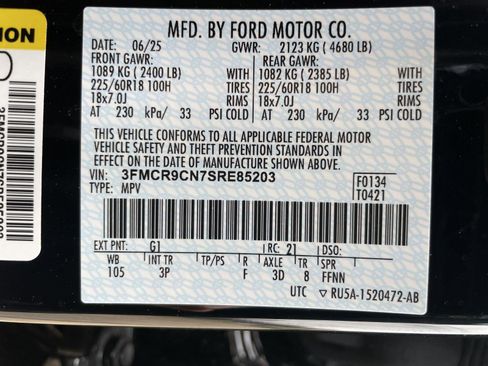 MFD. BY FORD MOTOR CO.
DATE: 06/25 GVWR: 2123 KG ( 4680 LB)
FRONT GAWR: REAR GAWR:
1089 KG ( 2400 LB) WITH 1082 KG ( 2385 LB) WITH
225/60R18 100H TIRES 225/60R18 100H TIRES
18x7.0J RIMS 18x7.0J RIMS
AT 230 kPa/ 33 PSI COLD AT 230 kPa/ 33 PSI COLD
THIS VEHICLE CONFORMS TO ALL APPLICABLE FEDERAL MOTOR
VEHICLE SAFETY AND THEFT PREVENTION STANDARDS IN
EFFECT ON THE DATE OF MANUFACTURE SHOWN ABOVE.
VIN: 3FMCR9CN7SRE85203 F0134
TYPE: MPV T0421
EXT PNT: G1 RC: 21 DSO:
WB INT TR TP/PS R AXLE TR SPR
105 3P F 3D 8 FFNN
UTC RU5A-1520472-AB
3FMCR9CN7SRE85203